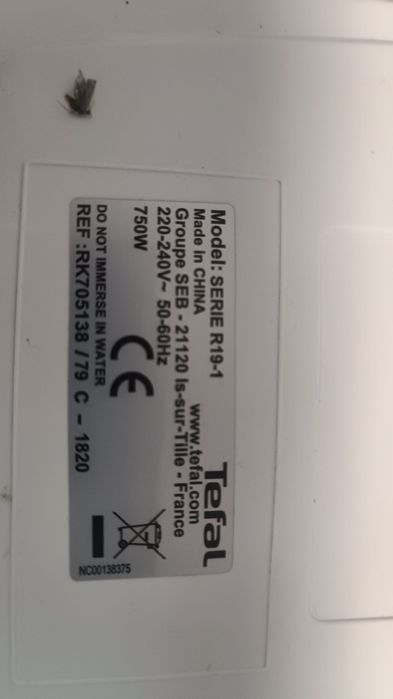 Tefal
Model: SERIE R19-1
Made in CHINA www.tefal.com
Groupe SEB - 21120 Is-sur-Tille - France
220-240V~ 50-60Hz
750W
CE
DO NOT IMMERSE IN WATER
REF :RK705138 / 79 C - 1820
NC00138375